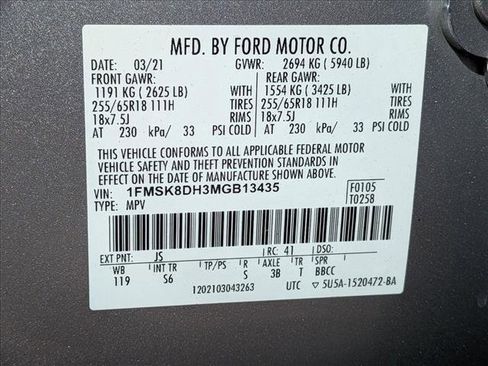 MFD. BY FORD MOTOR CO.
DATE: 03/21 GVWR: 2694 KG ( 5940 LB)
FRONT GAWR: REAR GAWR:
1191 KG ( 2625 LB) WITH 1554 KG ( 3425 LB) WITH
255/65R18 111H TIRES 255/65R18 111H TIRES
18x7.5J RIMS 18x7.5J RIMS
AT 230 kPa/ 33 PSI COLD AT 230 kPa/ 33 PSI COLD
THIS VEHICLE CONFORMS TO ALL APPLICABLE FEDERAL MOTOR
VEHICLE SAFETY AND THEFT PREVENTION STANDARDS IN
EFFECT ON THE DATE OF MANUFACTURE SHOWN ABOVE.
VIN: 1FMSK8DH3MGB13435 F0105
TYPE: MPV T0258
EXT PNT: JS RC: 41 DSO:
WB INT TR TP/PS R AXLE TR SPR
119 S6 S 3B T BBCC
1202103043263 UTC ▽ 5U5A-1520472-BA